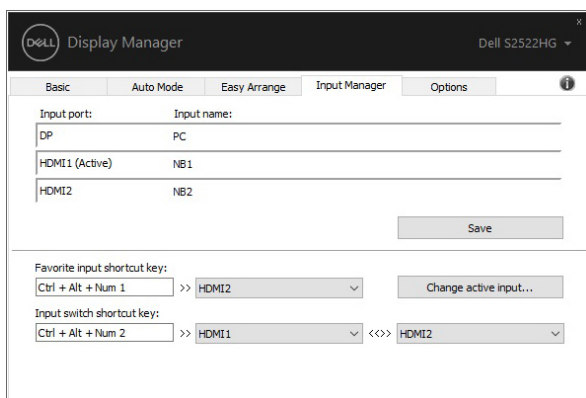 x
DELL Display Manager Dell S2522HG
Basic Auto Mode Easy Arrange Input Manager Options i
Input port: Input name:
DP PC
HDMI1 (Active) NB1
HDMI2 NB2
Save
Favorite input shortcut key:
Ctrl + Alt + Num 1 >> HDMI2 Change active input...
Input switch shortcut key:
Ctrl + Alt + Num 2 >> HDMI1 <<>> HDMI2